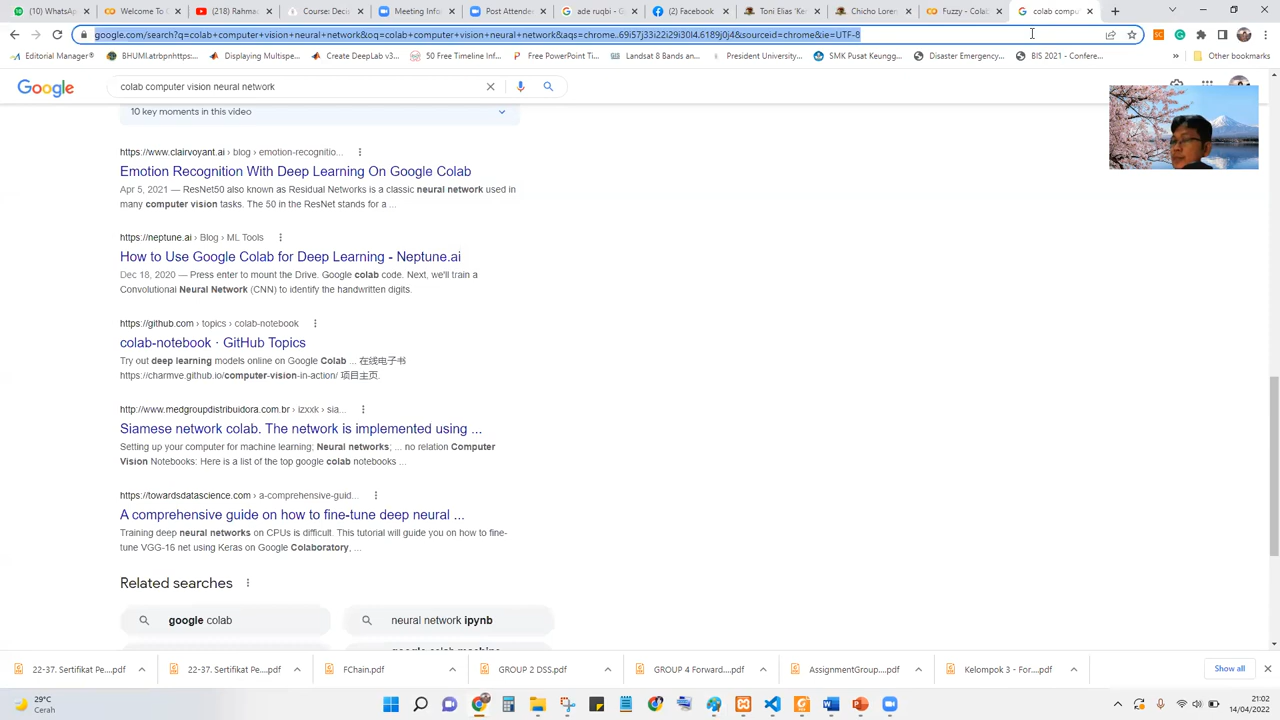 (10) WhatsA
Welcome To C
(218) Rahmac
Course: Decis
Meeting Infor
Post Attende
ade ruqbi - G
(2) Facebook
Toni Elias 'Ke
Chicho Loren
Fuzzy - Colab
colab compu
google.com/search?q=colab+computer+vision+neural+network&oq=colab+computer+vision+neural+network&aqs=chrome..69i57j33i22i29i30l4.6189j0j4&sourceid=chrome&ie=UTF-8
Editorial Manager®
BHUMI.atrbpnhistp...
Displaying Multispe...
Create DeepLab v3...
50 Free Timeline Inf...
Free PowerPoint Ti...
Landsat 8 Bands an...
President University...
SMK Pusat Keungg...
Disaster Emergency...
BIS 2021 - Confere...
»
Other bookmarks
Google
colab computer vision neural network
10 key moments in this video
https://www.clairvoyant.ai › blog › emotion-recognitio...
Emotion Recognition With Deep Learning On Google Colab
Apr 5, 2021 — ResNet50 also known as Residual Networks is a classic neural network used in
many computer vision tasks. The 50 in the ResNet stands for a ...
https://neptune.ai › Blog › ML Tools
How to Use Google Colab for Deep Learning - Neptune.ai
Dec 18, 2020 — Press enter to mount the Drive. Google colab code. Next, we'll train a
Convolutional Neural Network (CNN) to identify the handwritten digits.
https://github.com › topics › colab-notebook
colab-notebook · GitHub Topics
Try out deep learning models online on Google Colab ... 在线电子书
https://charmve.github.io/computer-vision-in-action/ 项目主页.
http://www.medgroupdistribuidora.com.br › izxxk › sia...
Siamese network colab. The network is implemented using ...
Setting up your computer for machine learning; Neural networks; ... no relation Computer
Vision Notebooks: Here is a list of the top google colab notebooks ...
https://towardsdatascience.com › a-comprehensive-guid...
A comprehensive guide on how to fine-tune deep neural ...
Training deep neural networks on CPUs is difficult. This tutorial will guide you on how to fine-
tune VGG-16 net using Keras on Google Colaboratory, ...
Related searches
google colab
neural network ipynb
22-37. Sertifikat Pe....pdf
22-37. Sertifikat Pe....pdf
FChain.pdf
GROUP 2 DSS.pdf
GROUP 4 Forward....pdf
AssignmentGroup....pdf
Kelompok 3 - For....pdf
Show all
29°C
Cerah
21:02
14/04/2022